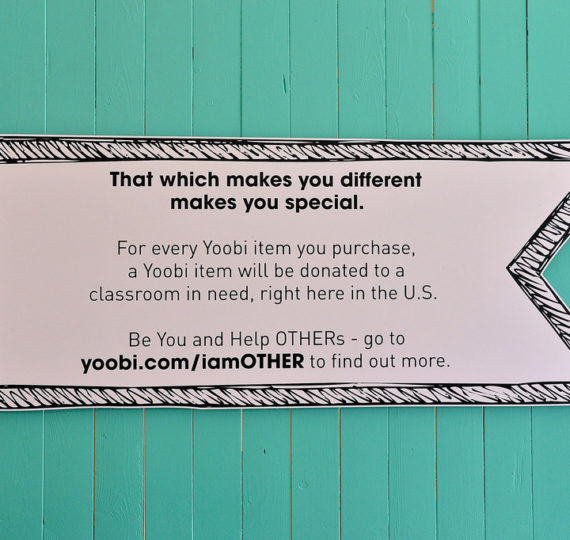 That which makes you different
makes you special.
For every Yoobi item you purchase,
a Yoobi item will be donated to a
classroom in need, right here in the U.S.
Be You and Help OTHERs - go to
yoobi.com/iamOTHER to find out more.